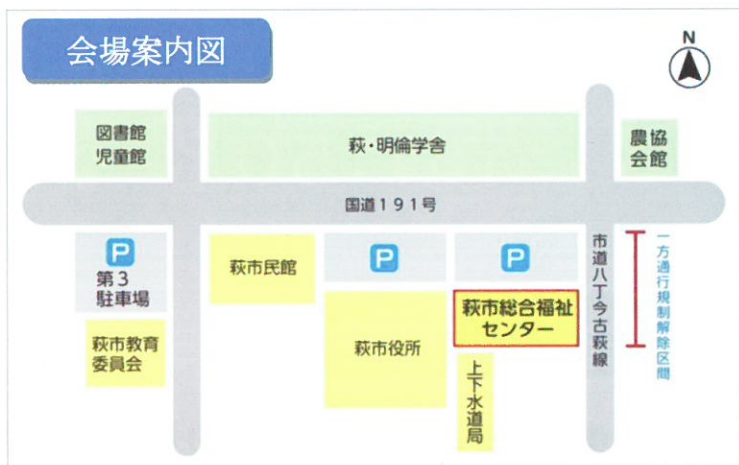 会場案内図
N
図書館
児童館
萩・明倫学舎
農協
会館
国道191号
P
第3
駐車場
萩市民館
P
P
市道八丁今古萩線
一方通行規制解除区間
萩市総合福祉
センター
萩市役所
萩市教育
委員会
上下水道局